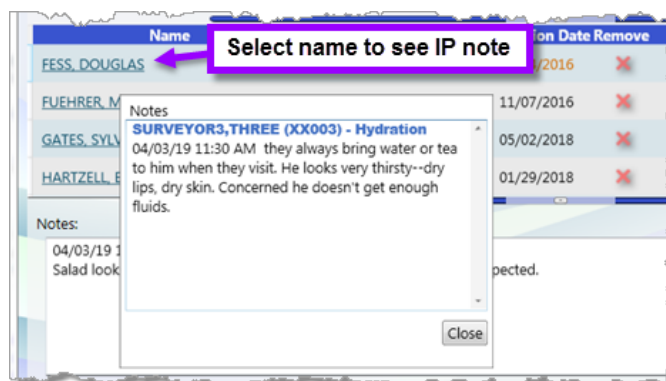 Name
ion Date Remove
Select name to see IP note
FESS, DOUGLAS
2016
FUEHRER, M
11/07/2016
GATES, SYLV
05/02/2018
HARTZELL, E
01/29/2018
Notes
SURVEYOR3,THREE (XX003) - Hydration
04/03/19 11:30 AM they always bring water or tea
to him when they visit. He looks very thirsty--dry
lips, dry skin. Concerned he doesn't get enough
fluids.
Close
Notes:
04/03/19 1
Salad look
pected.